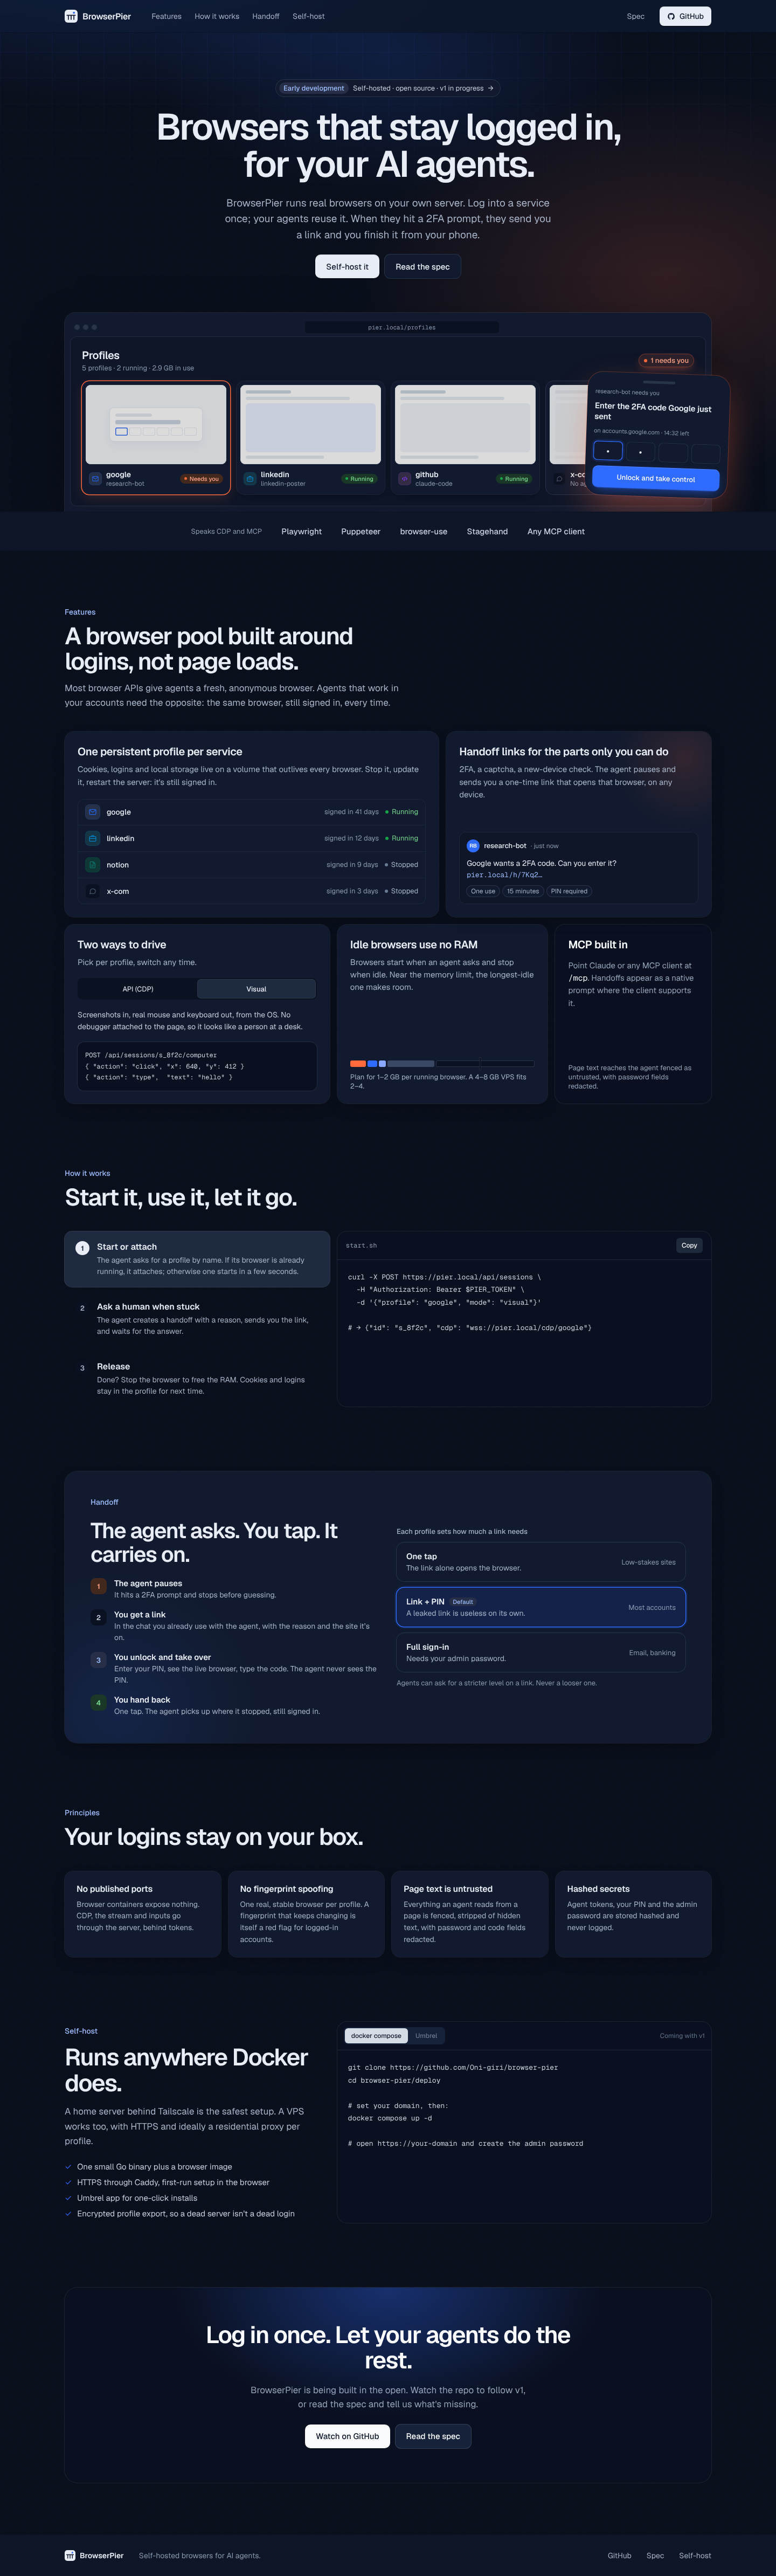 BrowserPier
Features
How it works
Handoff
Self-host
Spec
GitHub
Early development Self-hosted · open source · v1 in progress →
Browsers that stay logged in,
for your AI agents.
BrowserPier runs real browsers on your own server. Log into a service
once; your agents reuse it. When they hit a 2FA prompt, they send you
a link and you finish it from your phone.
Self-host it
Read the spec
pier.local/profiles
Profiles
5 profiles · 2 running · 2.9 GB in use
1 needs you
google
research-bot
Needs you
linkedin
linkedin-poster
Running
github
claude-code
Running
research-bot needs you
Enter the 2FA code Google just
sent
on accounts.google.com · 14:32 left
Unlock and take control
Speaks CDP and MCP
Playwright
Puppeteer
browser-use
Stagehand
Any MCP client
Features
A browser pool built around
logins, not page loads.
Most browser APIs give agents a fresh, anonymous browser. Agents that work in
your accounts need the opposite: the same browser, still signed in, every time.
One persistent profile per service
Cookies, logins and local storage live on a volume that outlives every browser. Stop it, update
it, restart the server: it's still signed in.
google
signed in 41 days
Running
linkedin
signed in 12 days
Running
notion
signed in 9 days
Stopped
x-com
signed in 3 days
Stopped
Handoff links for the parts only you can do
2FA, a captcha, a new-device check. The agent pauses and
sends you a one-time link that opens that browser, on any
device.
RB research-bot · just now
Google wants a 2FA code. Can you enter it?
pier.local/h/7Kq2…
One use
15 minutes
PIN required
Two ways to drive
Pick per profile, switch any time.
API (CDP)
Visual
Screenshots in, real mouse and keyboard out, from the OS. No
debugger attached to the page, so it looks like a person at a desk.
POST /api/sessions/s_8f2c/computer
{ "action": "click", "x": 640, "y": 412 }
{ "action": "type", "text": "hello" }
Idle browsers use no RAM
Browsers start when an agent asks and stop
when idle. Near the memory limit, the longest-idle
one makes room.
Plan for 1–2 GB per running browser. A 4–8 GB VPS fits
2–4.
MCP built in
Point Claude or any MCP client at
/mcp. Handoffs appear as a native
prompt where the client supports
it.
Page text reaches the agent fenced as
untrusted, with password fields
redacted.
How it works
Start it, use it, let it go.
1
Start or attach
The agent asks for a profile by name. If its browser is already
running, it attaches; otherwise one starts in a few seconds.
2
Ask a human when stuck
The agent creates a handoff with a reason, sends you the link,
and waits for the answer.
3
Release
Done? Stop the browser to free the RAM. Cookies and logins
stay in the profile for next time.
start.sh
Copy
curl -X POST https://pier.local/api/sessions \
-H "Authorization: Bearer $PIER_TOKEN" \
-d '{"profile": "google", "mode": "visual"}'
# → {"id": "s_8f2c", "cdp": "wss://pier.local/cdp/google"}
Handoff
The agent asks. You tap. It
carries on.
1
The agent pauses
It hits a 2FA prompt and stops before guessing.
2
You get a link
In the chat you already use with the agent, with the reason and the site it's
on.
3
You unlock and take over
Enter your PIN, see the live browser, type the code. The agent never sees the
PIN.
4
You hand back
One tap. The agent picks up where it stopped, still signed in.
Each profile sets how much a link needs
One tap
The link alone opens the browser.
Low-stakes sites
Link + PIN Default
A leaked link is useless on its own.
Most accounts
Full sign-in
Needs your admin password.
Email, banking
Agents can ask for a stricter level on a link. Never a looser one.
Principles
Your logins stay on your box.
No published ports
Browser containers expose nothing.
CDP, the stream and inputs go
through the server, behind tokens.
No fingerprint spoofing
One real, stable browser per profile. A
fingerprint that keeps changing is
itself a red flag for logged-in
accounts.
Page text is untrusted
Everything an agent reads from a
page is fenced, stripped of hidden
text, with password and code fields
redacted.
Hashed secrets
Agent tokens, your PIN and the admin
password are stored hashed and
never logged.
Self-host
Runs anywhere Docker
does.
A home server behind Tailscale is the safest setup. A VPS
works too, with HTTPS and ideally a residential proxy per
profile.
One small Go binary plus a browser image
HTTPS through Caddy, first-run setup in the browser
Umbrel app for one-click installs
Encrypted profile export, so a dead server isn't a dead login
docker compose
Umbrel
Coming with v1
git clone https://github.com/Oni-giri/browser-pier
cd browser-pier/deploy
# set your domain, then:
docker compose up -d
# open https://your-domain and create the admin password
Log in once. Let your agents do the
rest.
BrowserPier is being built in the open. Watch the repo to follow v1,
or read the spec and tell us what's missing.
Watch on GitHub
Read the spec
BrowserPier
Self-hosted browsers for AI agents.
GitHub
Spec
Self-host